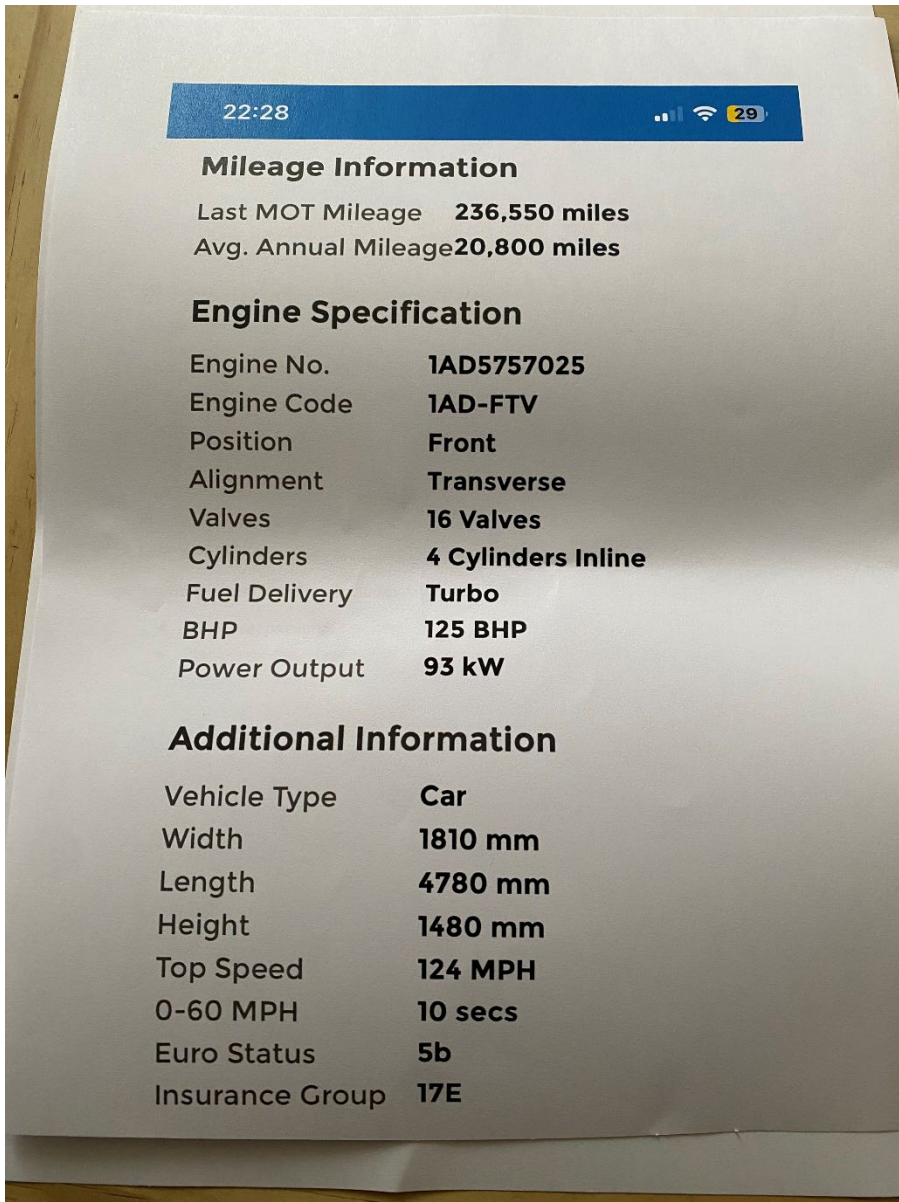 22:28 29
Mileage Information
Last MOT Mileage 236,550 miles
Avg. Annual Mileage 20,800 miles
Engine Specification
Engine No. 1AD5757025
Engine Code 1AD-FTV
Position Front
Alignment Transverse
Valves 16 Valves
Cylinders 4 Cylinders Inline
Fuel Delivery Turbo
BHP 125 BHP
Power Output 93 kW
Additional Information
Vehicle Type Car
Width 1810 mm
Length 4780 mm
Height 1480 mm
Top Speed 124 MPH
0-60 MPH 10 secs
Euro Status 5b
Insurance Group 17E